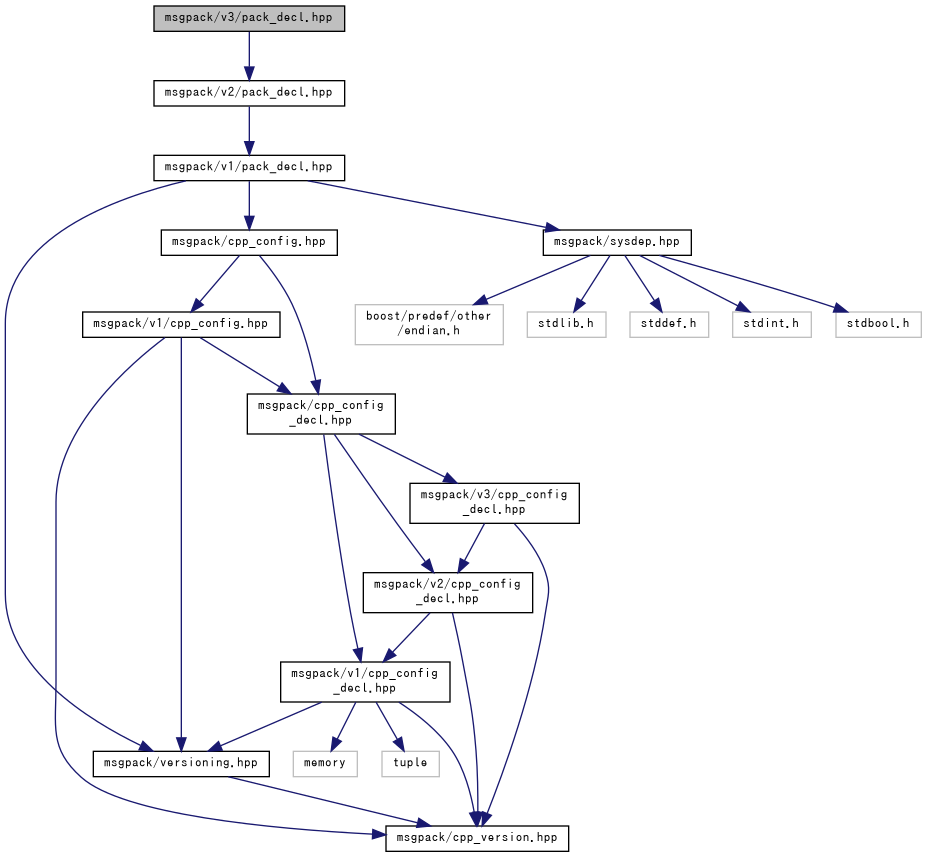 msgpack/v3/pack_decl.hpp
msgpack/v2/pack_decl.hpp
msgpack/v1/pack_decl.hpp
msgpack/cpp_config.hpp
msgpack/sysdep.hpp
msgpack/v1/cpp_config.hpp
boost/predef/other
/endian.h
stdlib.h
stddef.h
stdint.h
stdbool.h
msgpack/cpp_config
_decl.hpp
msgpack/v3/cpp_config
_decl.hpp
msgpack/v2/cpp_config
_decl.hpp
msgpack/v1/cpp_config
_decl.hpp
msgpack/versioning.hpp
memory
tuple
msgpack/cpp_version.hpp